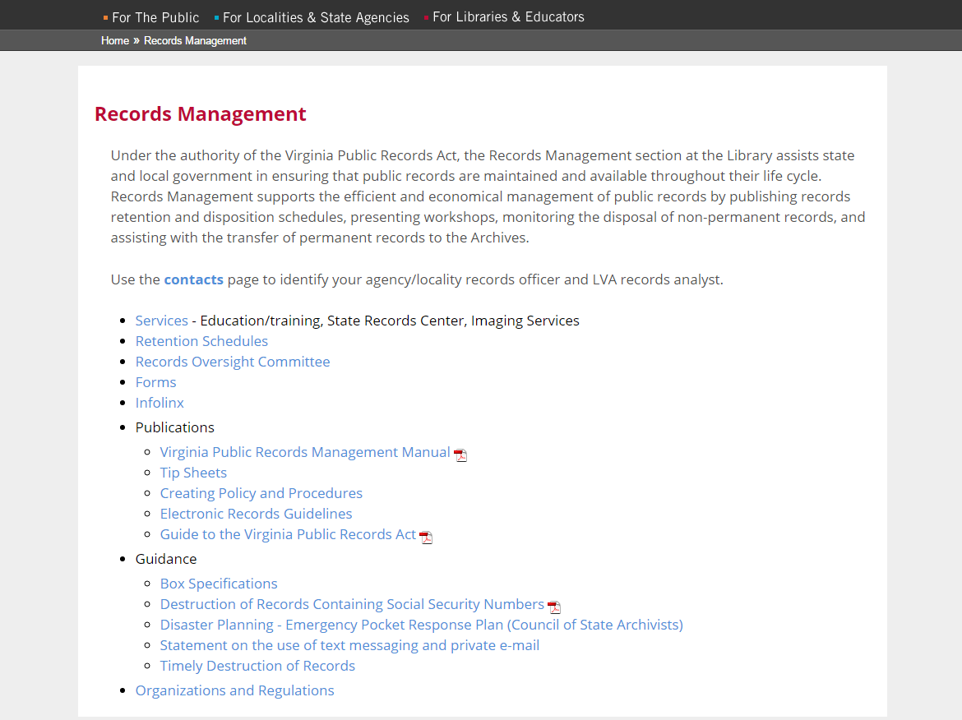 For The Public For Localities & State Agencies For Libraries & Educators
Home » Records Management
Records Management
Under the authority of the Virginia Public Records Act, the Records Management section at the Library assists state
and local government in ensuring that public records are maintained and available throughout their life cycle.
Records Management supports the efficient and economical management of public records by publishing records
retention and disposition schedules, presenting workshops, monitoring the disposal of non-permanent records, and
assisting with the transfer of permanent records to the Archives.
Use the contacts page to identify your agency/locality records officer and LVA records analyst.
Services - Education/training, State Records Center, Imaging Services
Retention Schedules
Records Oversight Committee
Forms
Infolinx
Publications
Virginia Public Records Management Manual
Tip Sheets
Creating Policy and Procedures
Electronic Records Guidelines
Guide to the Virginia Public Records Act
Guidance
Box Specifications
Destruction of Records Containing Social Security Numbers
Disaster Planning - Emergency Pocket Response Plan (Council of State Archivists)
Statement on the use of text messaging and private e-mail
Timely Destruction of Records
Organizations and Regulations